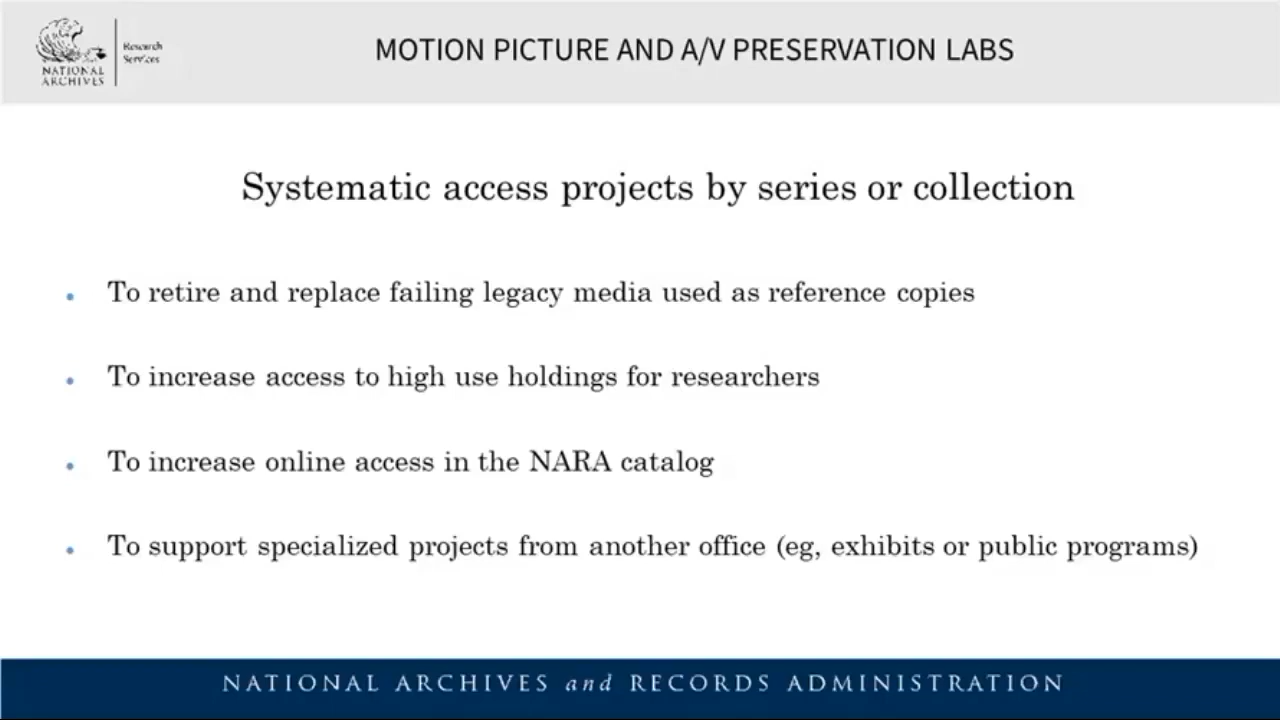 NATIONAL
ARCHIVES
Research
Services
MOTION PICTURE AND A/V PRESERVATION LABS
Systematic access projects by series or collection
• To retire and replace failing legacy media used as reference copies
• To increase access to high use holdings for researchers
• To increase online access in the NARA catalog
• To support specialized projects from another office (eg, exhibits or public programs)
NATIONAL ARCHIVES and RECORDS ADMINISTRATION